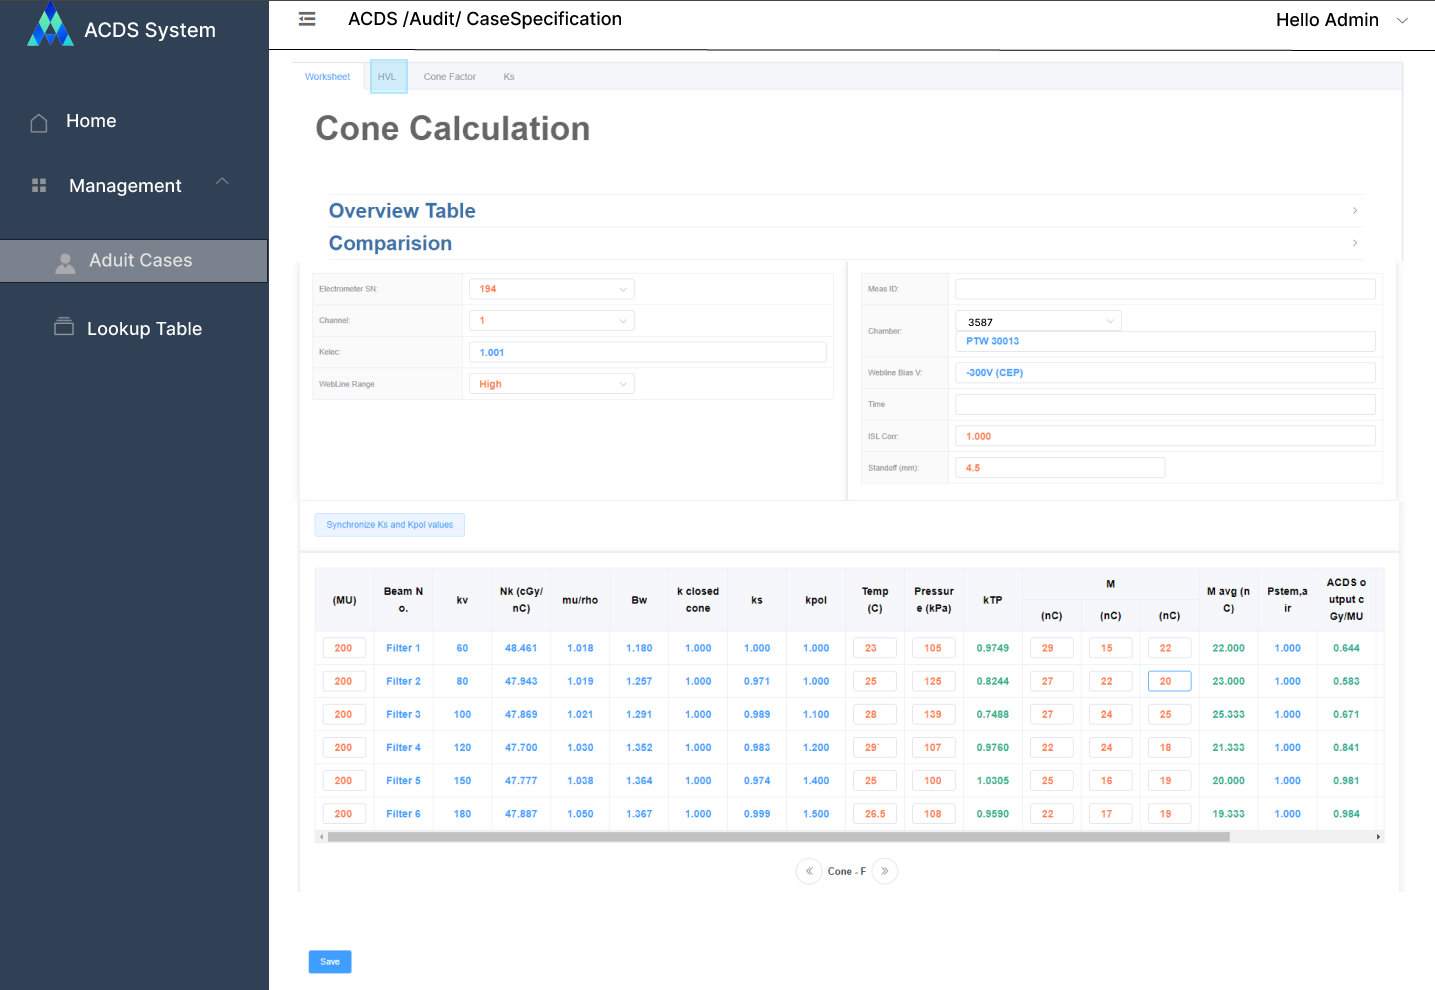 ACDS System
ACDS /Audit/ CaseSpecification
Hello Admin
Home
Management
Aduit Cases
Lookup Table
Worksheet HVL Cone Factor Ks
Cone Calculation
Overview Table
Comparision
Electrometer SN: 194
Channel: 1
Kelec: 1.001
WebLine Range High
Meas ID:
Chamber: 3587
PTW 30013
Webline Bias V: -300V (CEP)
Time
ISL Corr: 1.000
Standoff (mm): 4.5
Synchronize Ks and Kpol values
(MU) Beam N o. kv Nk (cGy/ nC) mu/rho Bw k closed cone ks kpol Temp (C) Pressur e (kPa) kTP M (nC) (nC) (nC) M avg (n C) Pstem,a ir ACDS o utput c Gy/MU
200 Filter 1 60 48.461 1.018 1.180 1.000 1.000 1.000 23 105 0.9749 29 15 22 22.000 1.000 0.644
200 Filter 2 80 47.943 1.019 1.257 1.000 0.971 1.000 25 125 0.8244 27 22 20 23.000 1.000 0.583
200 Filter 3 100 47.869 1.021 1.291 1.000 0.989 1.100 28 139 0.7488 27 24 25 25.333 1.000 0.671
200 Filter 4 120 47.700 1.030 1.352 1.000 0.983 1.200 29` 107 0.9760 22 24 18 21.333 1.000 0.841
200 Filter 5 150 47.777 1.038 1.364 1.000 0.974 1.400 25 100 1.0305 25 16 19 20.000 1.000 0.981
200 Filter 6 180 47.887 1.050 1.367 1.000 0.999 1.500 26.5 108 0.9590 22 17 19 19.333 1.000 0.984
Cone - F
Save